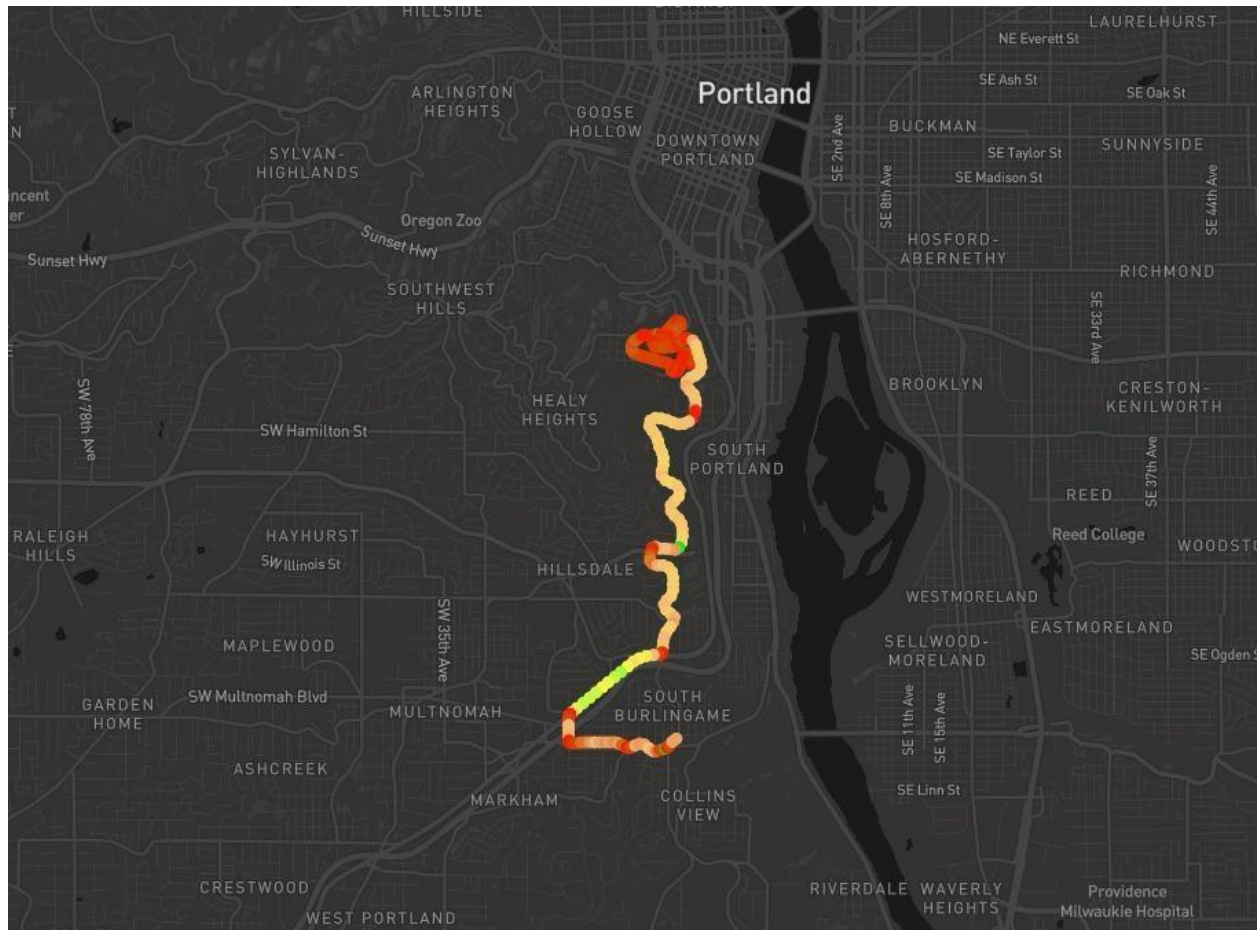 HILLSIDE
LAURELHURST
NE Everett St
SE Ash St
SE Oak St
Portland
ARLINGTON
HEIGHTS
GOOSE
HOLLOW
DOWNTOWN
PORTLAND
SE 2nd Ave
BUCKMAN
SUNNYSIDE
SYLVAN-
HIGHLANDS
SE Taylor St
SE Madison St
SE 8th Ave
SE 44th Ave
Oregon Zoo
Sunset Hwy
Sunset Hwy
HOSFORD-
ABERNETHY
RICHMOND
SOUTHWEST
HILLS
SE 33rd Ave
BROOKLYN
CRESTON-
KENILWORTH
HEALY
HEIGHTS
SW 78th Ave
SW Hamilton St
SOUTH
PORTLAND
SE 37th Ave
REED
RALEIGH
HILLS
HAYHURST
Reed College
SW Illinois St
HILLSDALE
WESTMORELAND
EASTMORELAND
SW 35th Ave
MAPLEWOOD
SELLWOOD-
MORELAND
SE Ogden S
GARDEN
HOME
SW Multnomah Blvd
MULTNOMAH
SOUTH
BURLINGAME
SE 11th Ave
SE 15th Ave
ASHCREEK
MARKHAM
COLLINS
VIEW
SE Linn St
CRESTWOOD
WEST PORTLAND
RIVERDALE
WAVERLY
HEIGHTS
Providence
Milwaukie Hospital